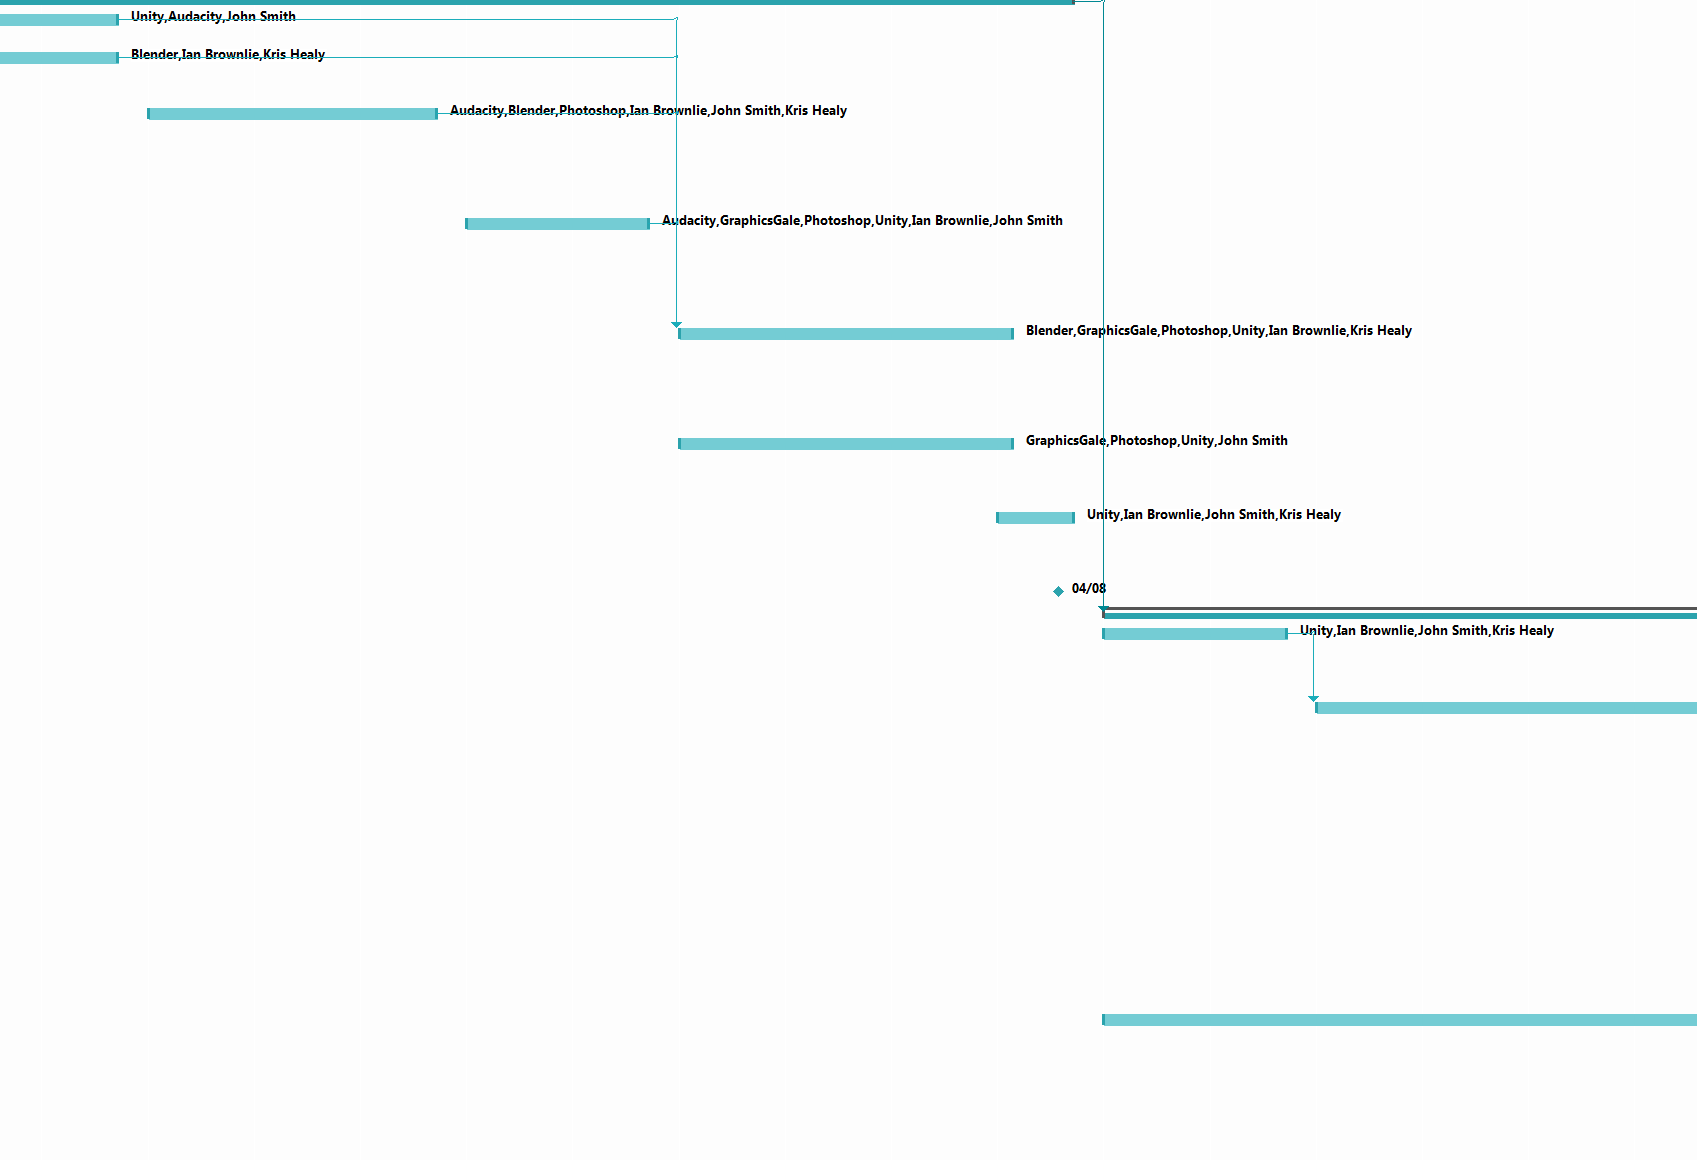 Unity,Audacity,John Smith
Blender,Ian Brownlie,Kris Healy
Audacity,Blender,Photoshop,Ian Brownlie,John Smith,Kris Healy
Audacity,GraphicsGale,Photoshop,Unity,Ian Brownlie,John Smith
Blender,GraphicsGale,Photoshop,Unity,Ian Brownlie,Kris Healy
GraphicsGale,Photoshop,Unity,John Smith
Unity,Ian Brownlie,John Smith,Kris Healy
04/08
Unity,Ian Brownlie,John Smith,Kris Healy